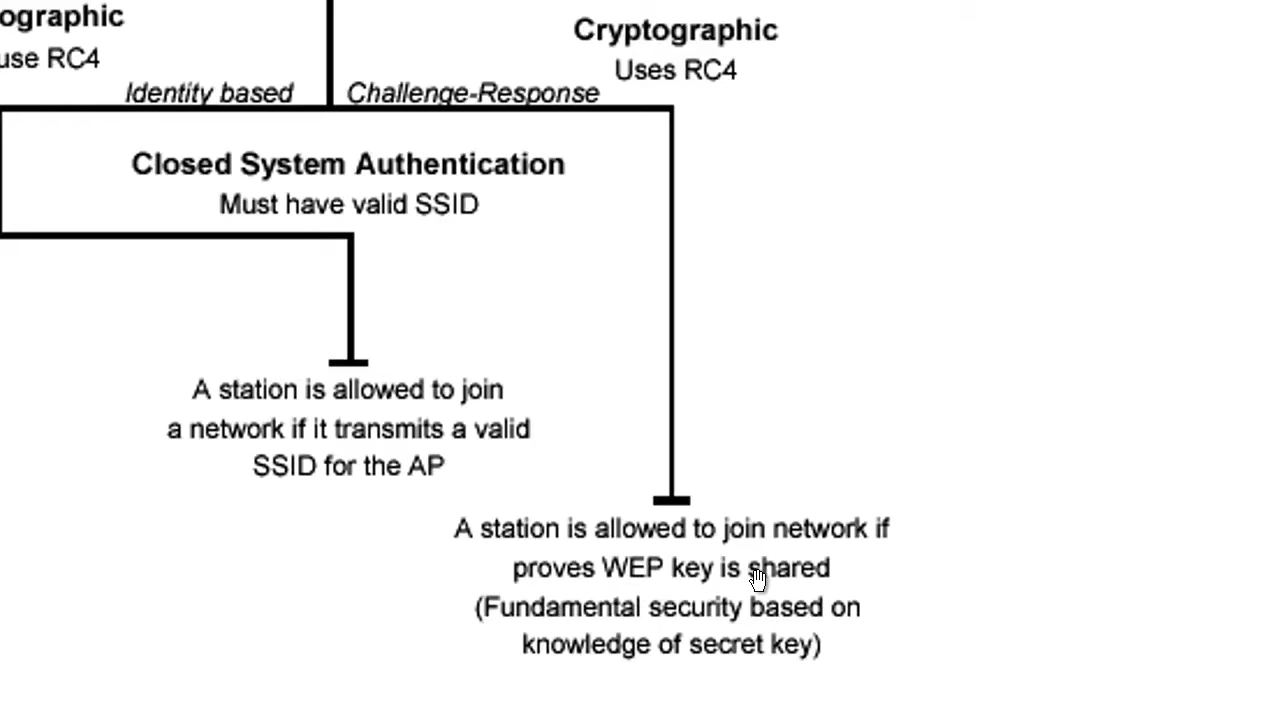 ographic
use RC4
Cryptographic
Uses RC4
Identity based
Challenge-Response
Closed System Authentication
Must have valid SSID
A station is allowed to join
a network if it transmits a valid
SSID for the AP
A station is allowed to join network if
proves WEP key is shared
(Fundamental security based on
knowledge of secret key)